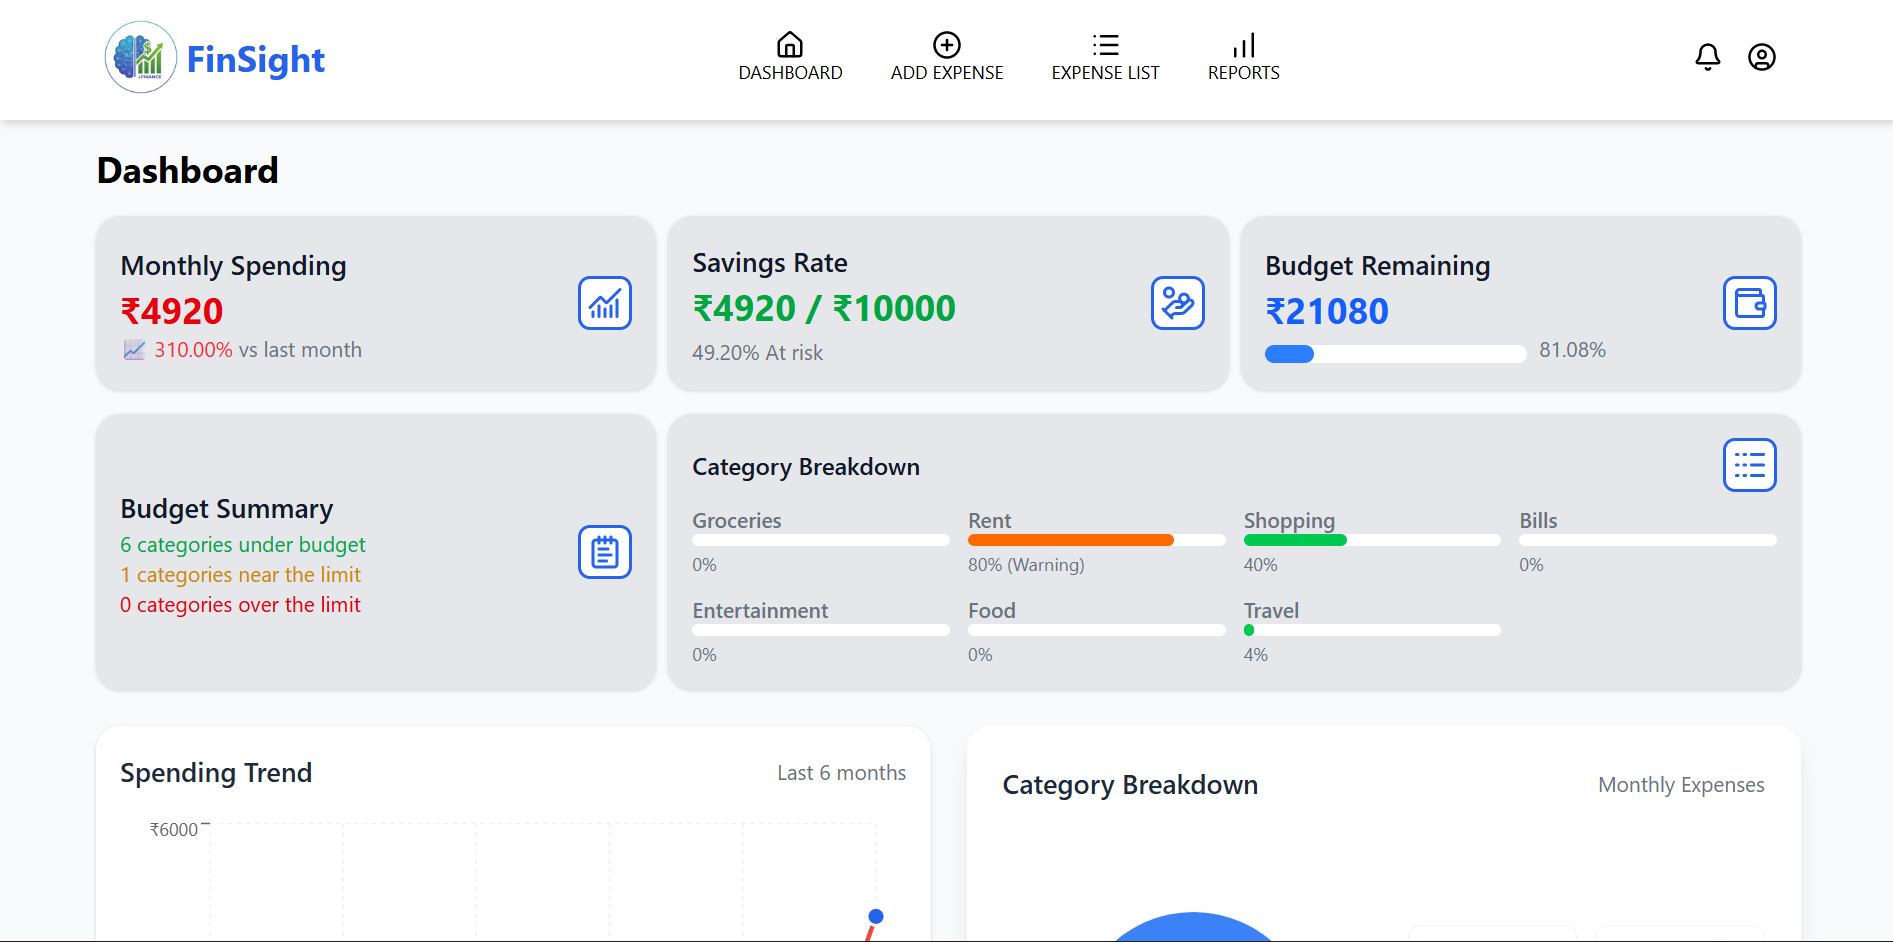 FinSight
DASHBOARD
ADD EXPENSE
EXPENSE LIST
REPORTS
Dashboard
Monthly Spending
₹4920
310.00% vs last month
Savings Rate
₹4920 / ₹10000
49.20% At risk
Budget Remaining
₹21080
81.08%
Budget Summary
6 categories under budget
1 categories near the limit
0 categories over the limit
Category Breakdown
Groceries
0%
Rent
80% (Warning)
Shopping
40%
Bills
0%
Entertainment
0%
Food
0%
Travel
4%
Spending Trend
Last 6 months
₹6000
Category Breakdown
Monthly Expenses